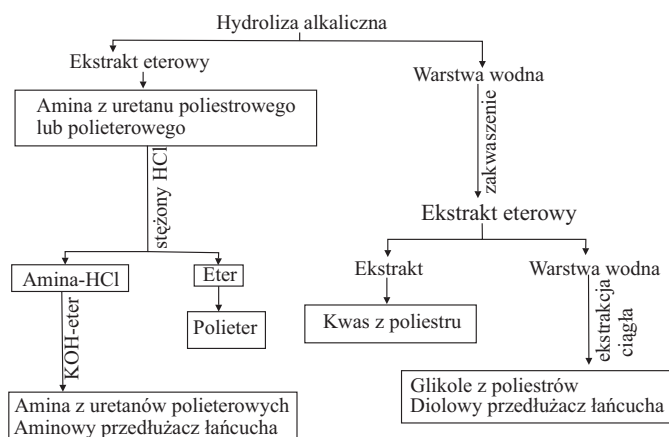 Hydroliza alkaliczna
Ekstrakt eterowy
Warstwa wodna
Amina z uretanu poliestrowego
lub polieterowego
stężony HCl
zakwaszenie
Ekstrakt eterowy
Amina-HCl
Eter
Ekstrakt
Warstwa wodna
Polieter
Kwas z poliestru
KOH-eter
ekstrakcja
ciągła
Amina z uretanów polieterowych
Aminowy przedłużacz łańcucha
Glikole z poliestrów
Diolowy przedłużacz łańcucha